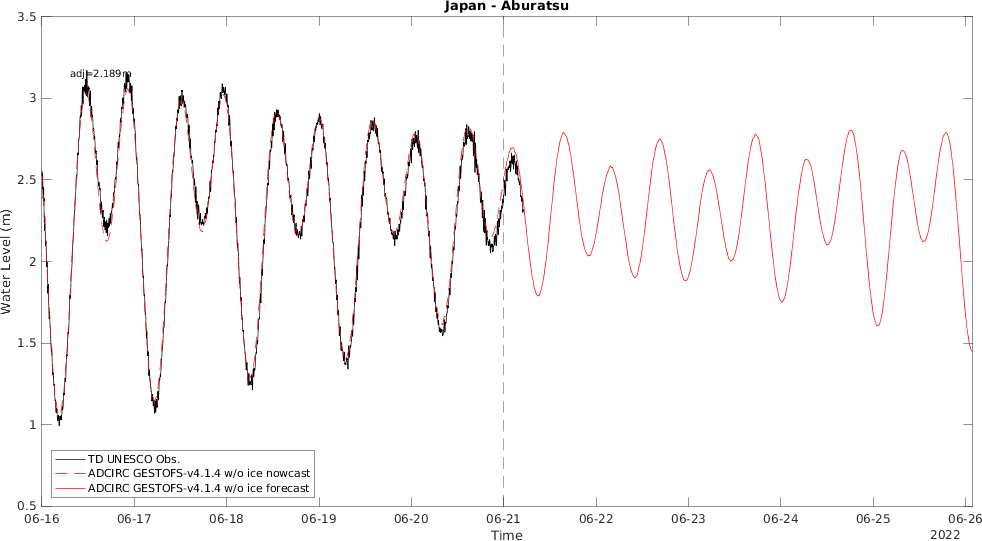 Japan - Aburatsu
3.5
3
2.5
2
1.5
1
0.5
Water Level (m)
adj=2.189m
TD UNESCO Obs.
ADCIRC GESTOFS-v4.1.4 w/o ice nowcast
ADCIRC GESTOFS-v4.1.4 w/o ice forecast
06-16 06-17 06-18 06-19 06-20 06-21 06-22 06-23 06-24 06-25 06-26
Time
2022